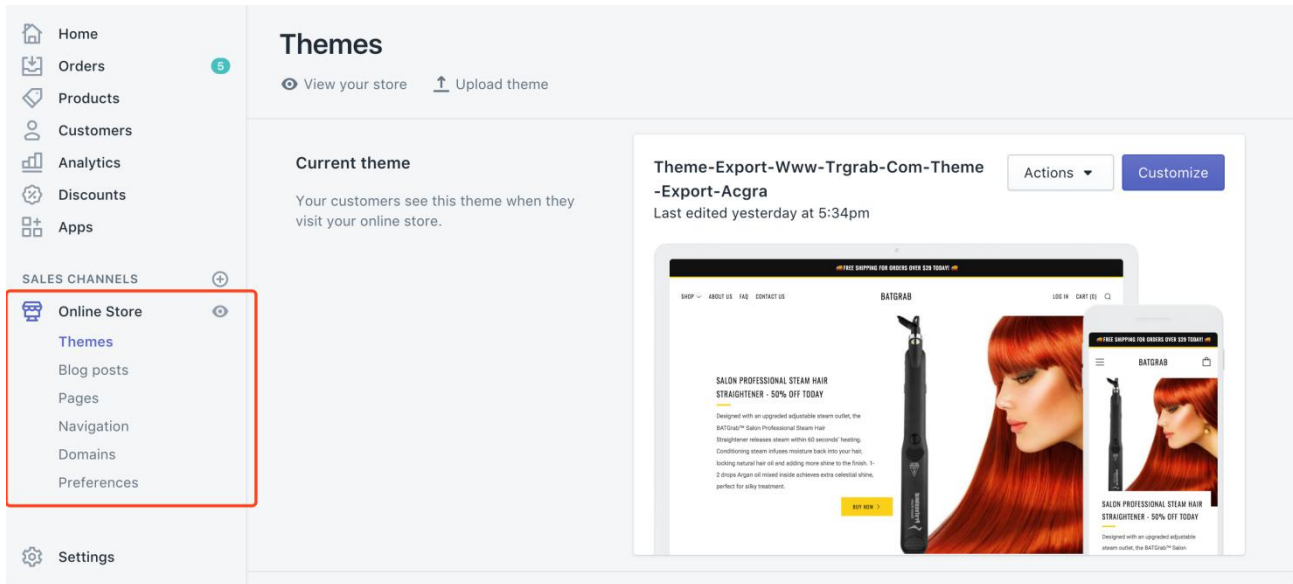 Home
Orders 5
Products
Customers
Analytics
Discounts
Apps
SALES CHANNELS
Online Store
Themes
Blog posts
Pages
Navigation
Domains
Preferences
Settings
Themes
View your store Upload theme
Current theme
Your customers see this theme when they
visit your online store.
Theme-Export-Www-Trgrab-Com-Theme
-Export-Acgra
Last edited yesterday at 5:34pm
Actions Customize
FREE SHIPPING FOR ORDERS OVER $29 TODAY!
SHOP ABOUT US FAQ CONTACT US BATGRAB LOG IN CART (0)
SALON PROFESSIONAL STEAM HAIR
STRAIGHTENER - 50% OFF TODAY
Designed with an upgraded adjustable steam outlet, the
BATGrab™ Salon Professional Steam Hair
Straightener releases steam within 60 seconds' heating.
Conditioning steam infuses moisture back into your hair,
locking natural hair oil and adding more shine to the finish. 1-
2 drops Argan oil mixed inside achieves extra celestial shine,
perfect for silky treatment.
BUY NOW
FREE SHIPPING FOR ORDERS OVER $29 TODAY!
BATGRAB
SALON PROFESSIONAL STEAM HAIR
STRAIGHTENER - 50% OFF TODAY
Designed with an upgraded adjustable
steam outlet, the BATGrab™ Salon